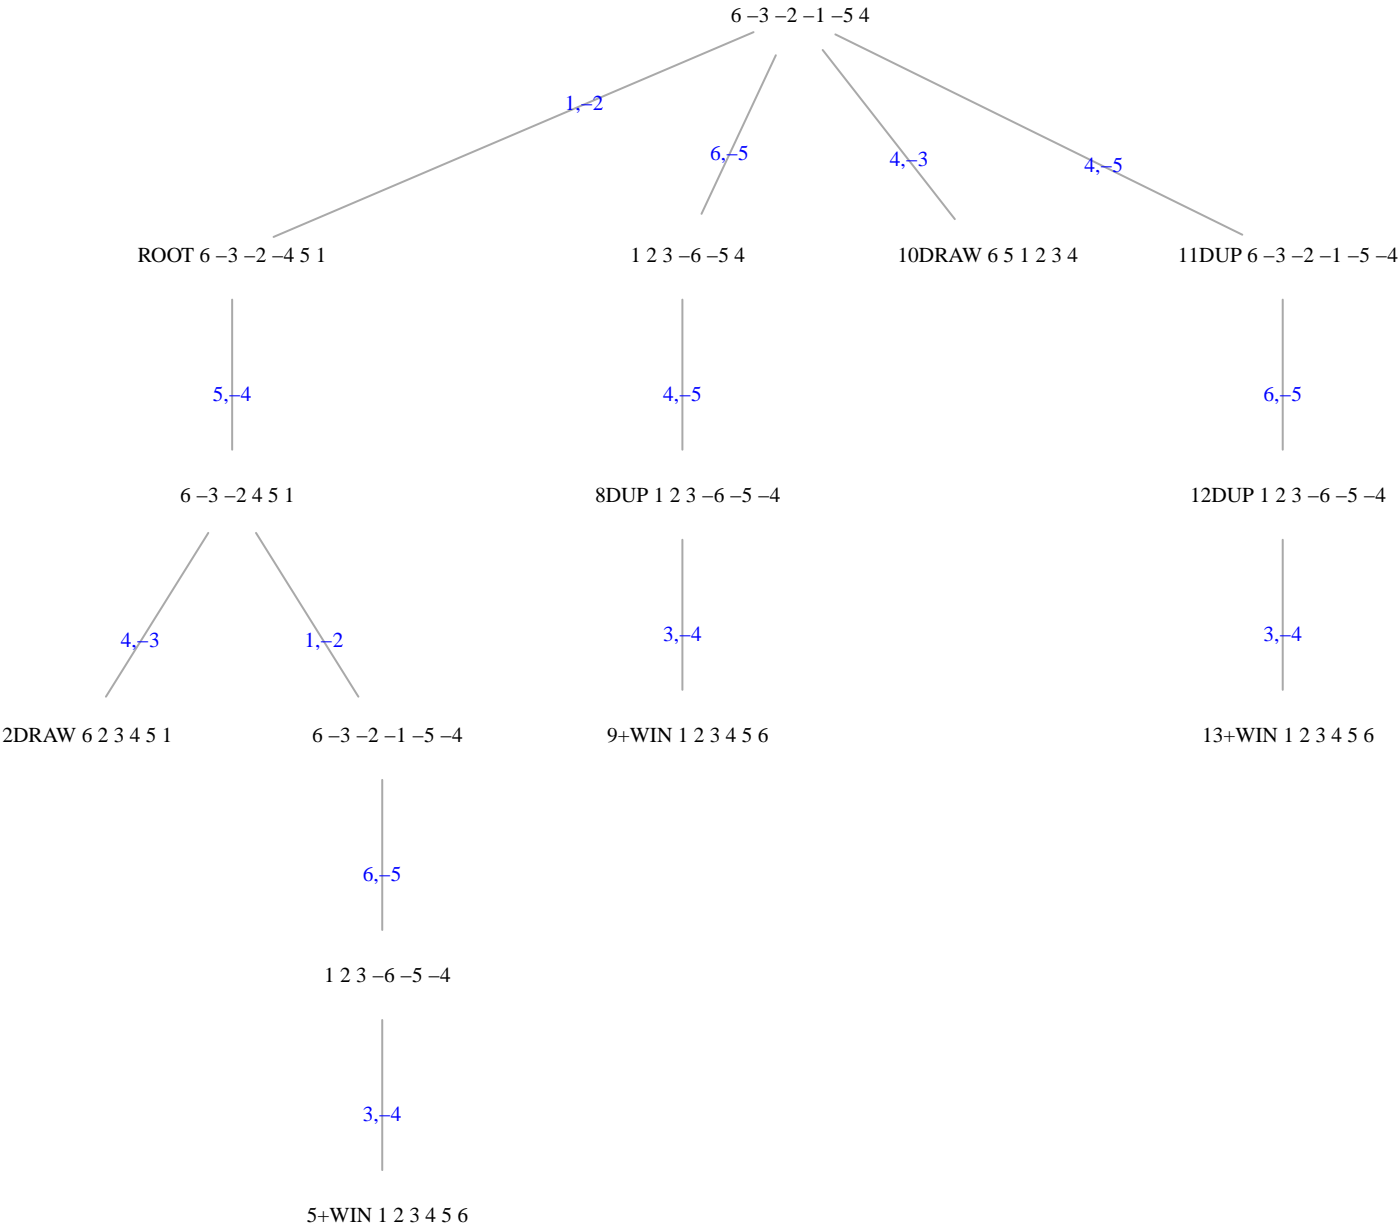 6 –3 –2 –1 –5 4
1,–2
6,–5
4,–3
4,–5
ROOT 6 –3 –2 –4 5 1
1 2 3 –6 –5 4
10DRAW 6 5 1 2 3 4
11DUP 6 –3 –2 –1 –5 –4
5,–4
4,–5
6,–5
6 –3 –2 4 5 1
8DUP 1 2 3 –6 –5 –4
12DUP 1 2 3 –6 –5 –4
4,–3
1,–2
3,–4
3,–4
2DRAW 6 2 3 4 5 1
6 –3 –2 –1 –5 –4
9+WIN 1 2 3 4 5 6
13+WIN 1 2 3 4 5 6
6,–5
1 2 3 –6 –5 –4
3,–4
5+WIN 1 2 3 4 5 6